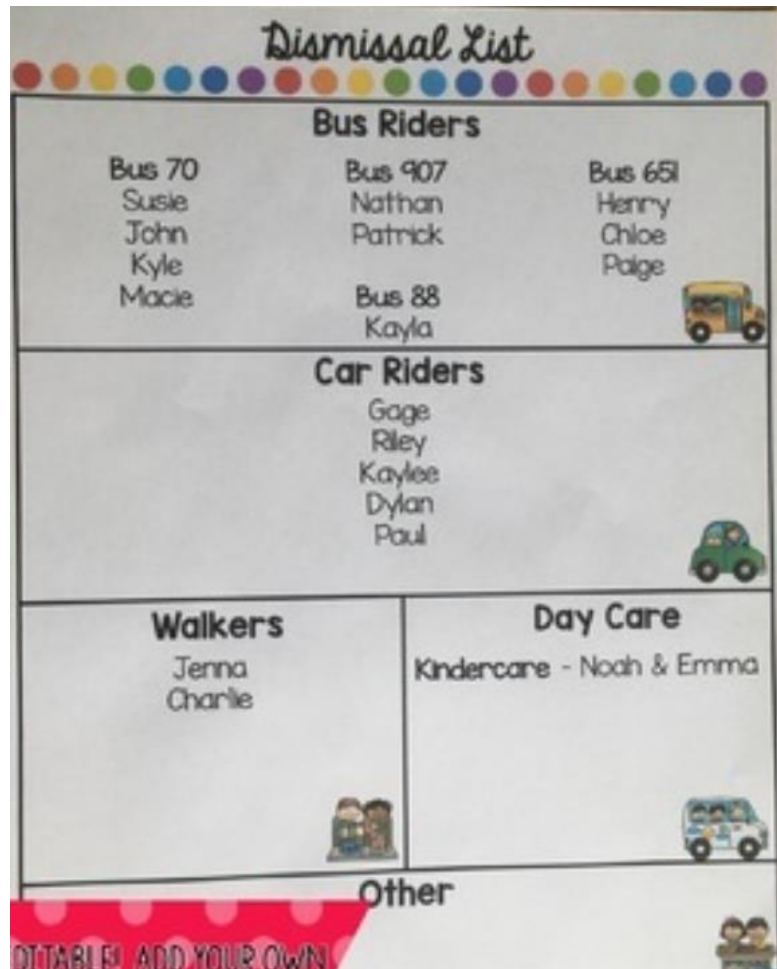 Dismissal List
Bus Riders
Bus 70
Susie
John
Kyle
Macie
Bus 907
Nathan
Patrick
Bus 88
Kayla
Bus 651
Henry
Chloe
Paige
Car Riders
Gage
Riley
Kaylee
Dylan
Paul
Walkers
Jenna
Charlie
Day Care
Kindercare - Noah & Emma
Other
ADD YOUR OWN